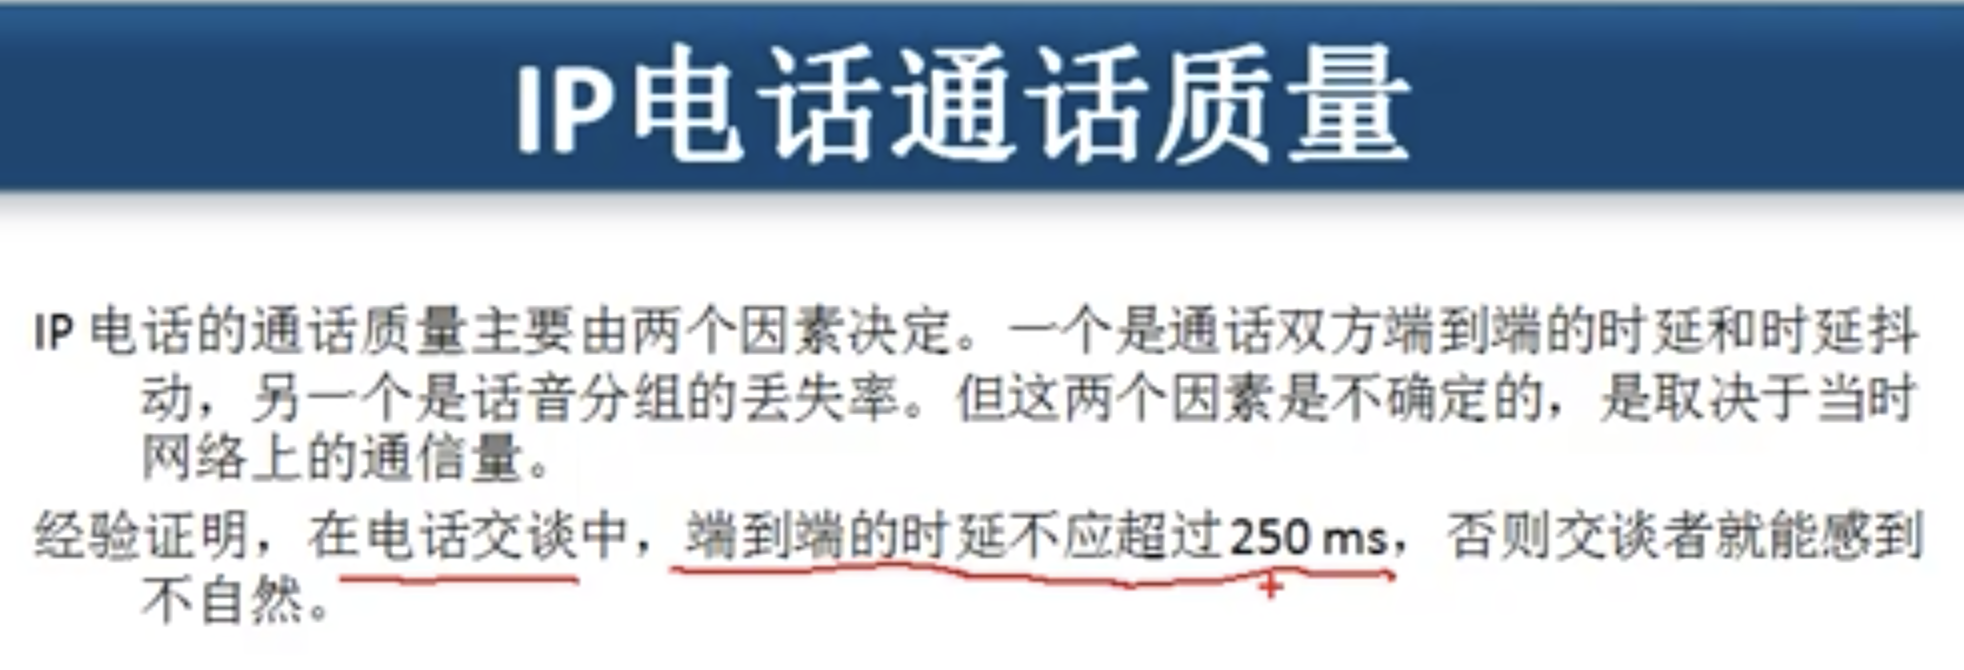 IP电话通话质量
IP 电话的通话质量主要由两个因素决定。一个是通话双方端到端的时延和时延抖
动，另一个是话音分组的丢失率。但这两个因素是不确定的，是取决于当时
网络上的通信量。
经验证明，在电话交谈中，端到端的时延不应超过250 ms，否则交谈者就能感到
不自然。